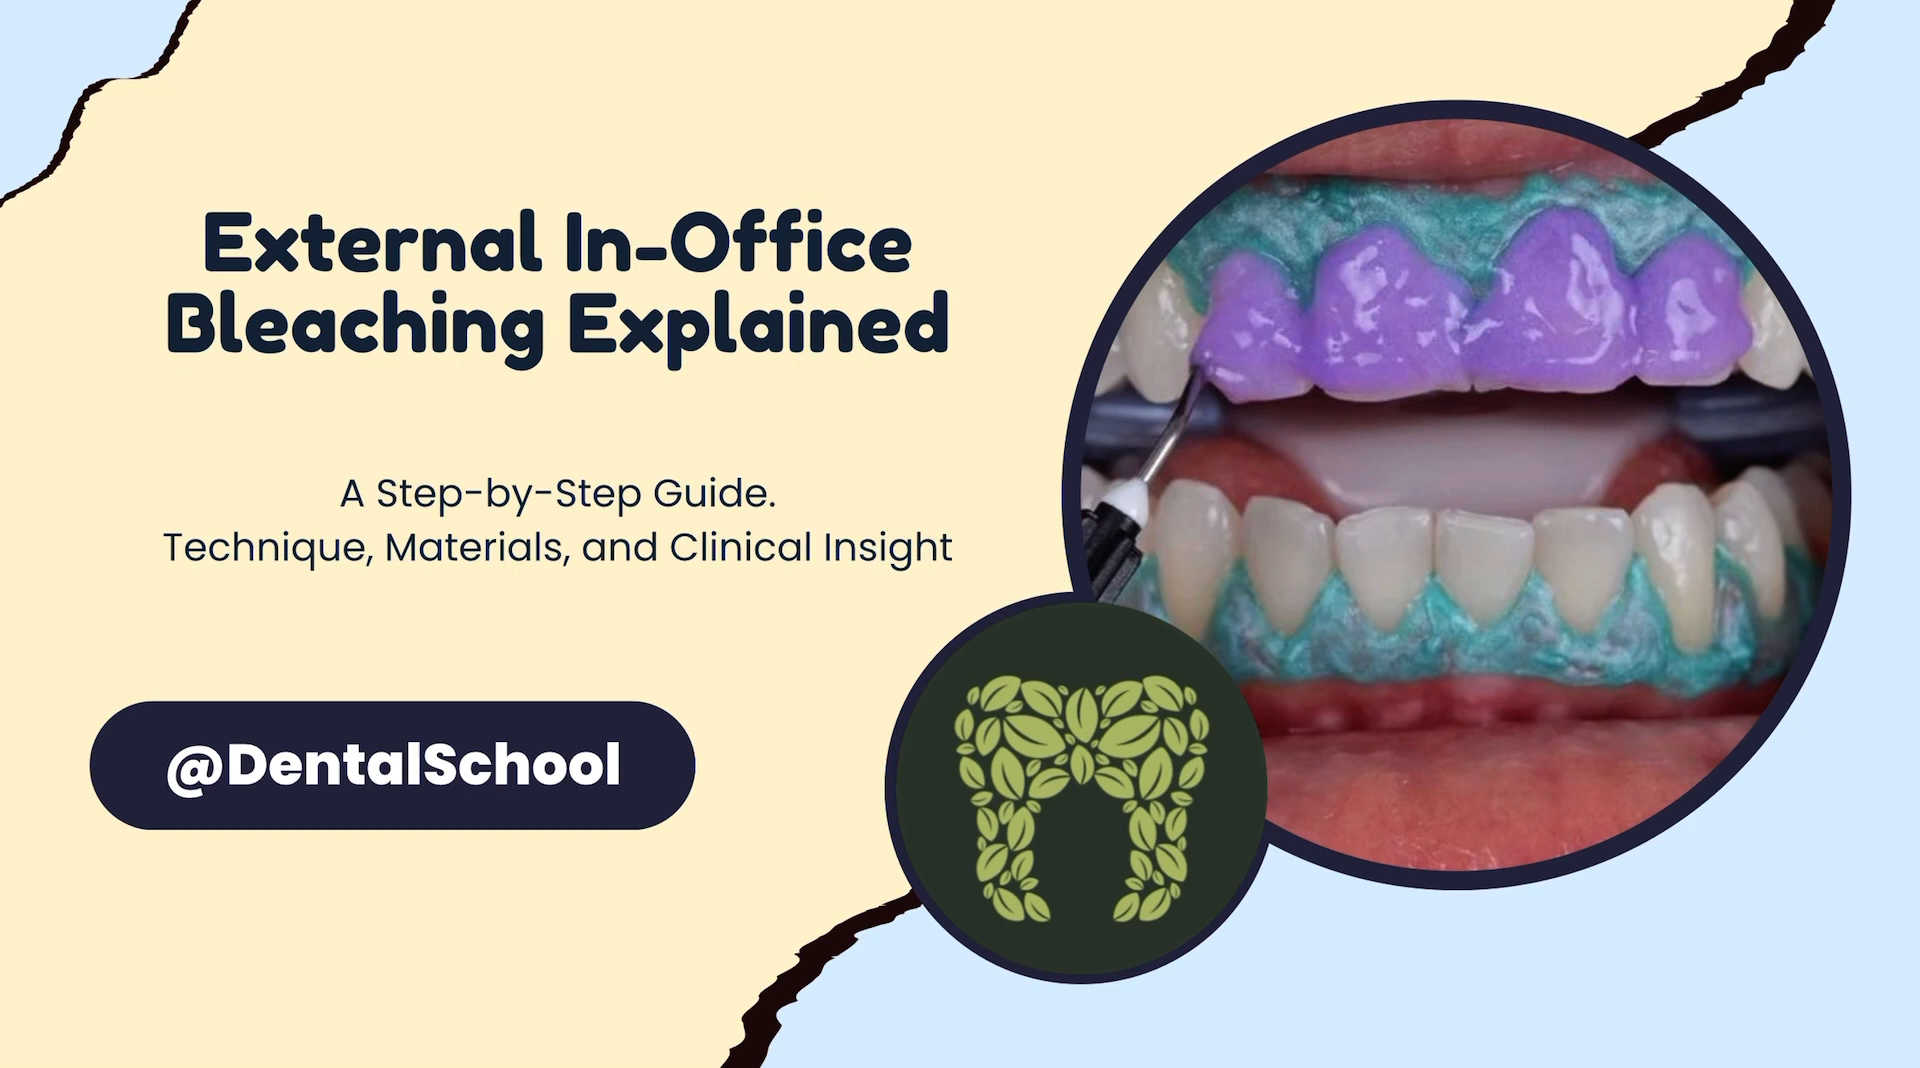 External In-Office
Bleaching Explained
A Step-by-Step Guide.
Technique, Materials, and Clinical Insight
@DentalSchool